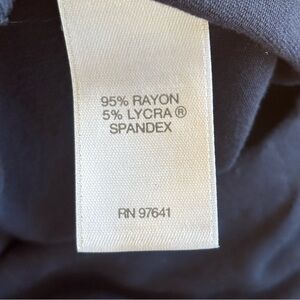 95% RAYON
5% LYCRA ®
SPANDEX
RN 97641